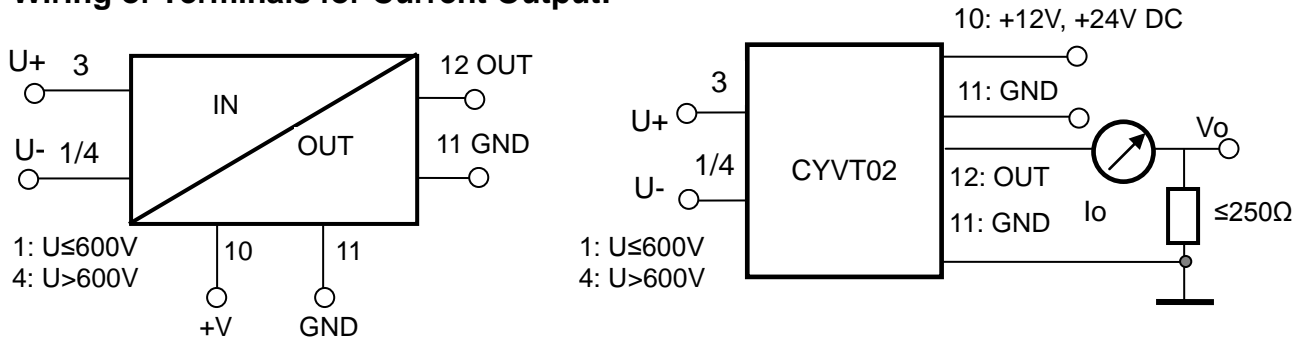 Wiring of Terminals for Current Output:
U+
3
IN
OUT
12 OUT
U-
1/4
11 GND
1: U≤600V
4: U>600V
10
11
+V
GND
10: +12V, +24V DC
3
11: GND
U+
Vo
1/4
CYVT02
12: OUT
U-
Io
≤250Ω
11: GND
1: U≤600V
4: U>600V